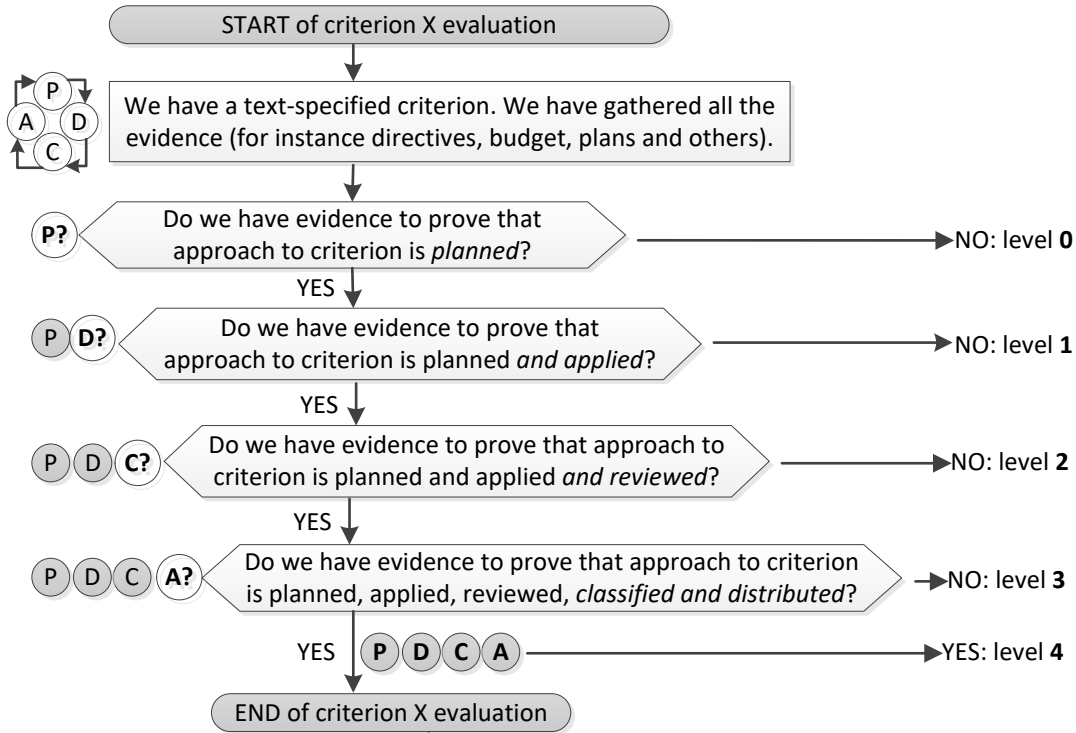 START of criterion X evaluation
P
A
D
C
We have a text-specified criterion. We have gathered all the
evidence (for instance directives, budget, plans and others).
P?
Do we have evidence to prove that
approach to criterion is planned?
NO: level 0
YES
P D?
Do we have evidence to prove that
approach to criterion is planned and applied?
NO: level 1
YES
P D C?
Do we have evidence to prove that approach to
criterion is planned and applied and reviewed?
NO: level 2
YES
P D C A?
Do we have evidence to prove that approach to criterion
is planned, applied, reviewed, classified and distributed?
NO: level 3
YES
P D C A
YES: level 4
END of criterion X evaluation